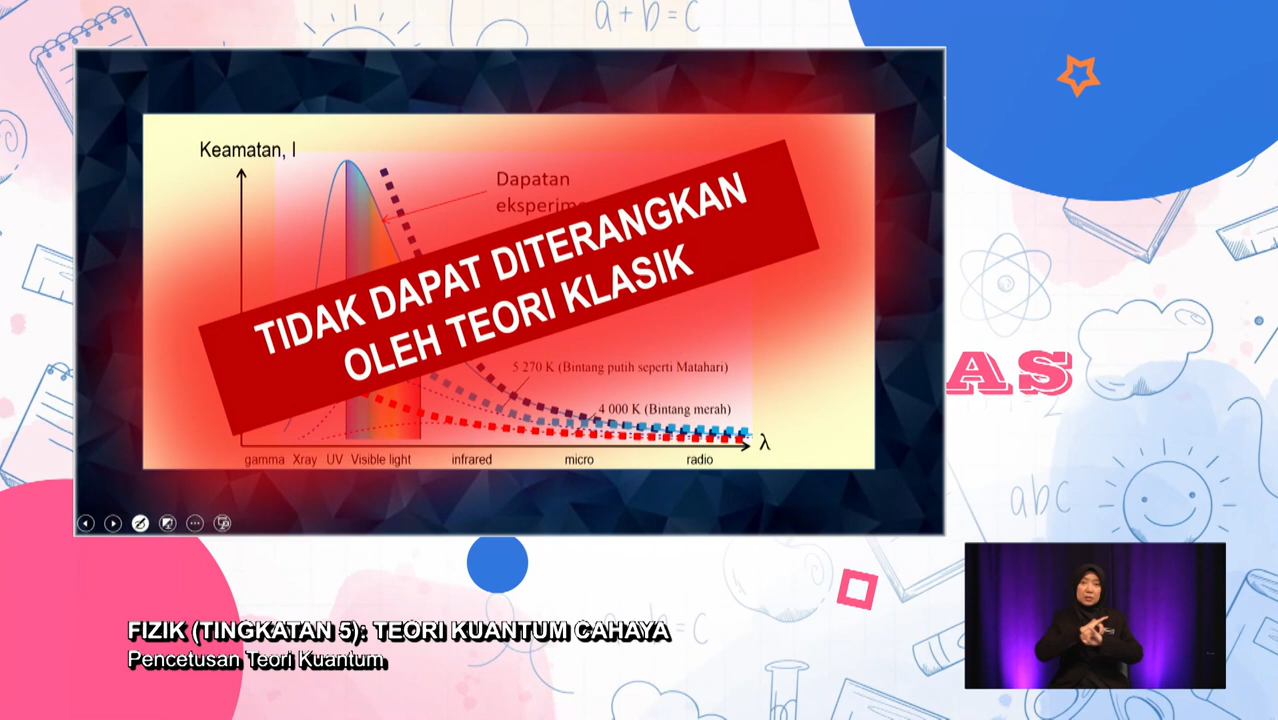 a + b = c
Keamatan, I
Dapatan
TIDAK DAPAT DITERANGKAN
OLEH TEORI KLASIK
5 270 K (Bintang putih seperti Matahari)
4 000 K (Bintang merah)
λ
gamma Xray UV Visible light infrared micro radio
AS
abc
FIZIK (TINGKATAN 5): TEORI KUANTUM CAHAYA
Pencetusan Teori Kuantum